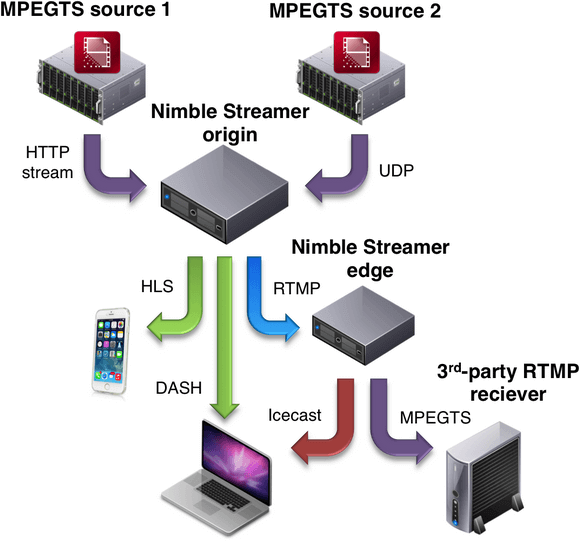 MPEGTS source 1
MPEGTS source 2
Nimble Streamer
origin
HTTP
stream
UDP
Nimble Streamer
edge
HLS
RTMP
DASH
3rd-party RTMP
reciever
Icecast
MPEGTS